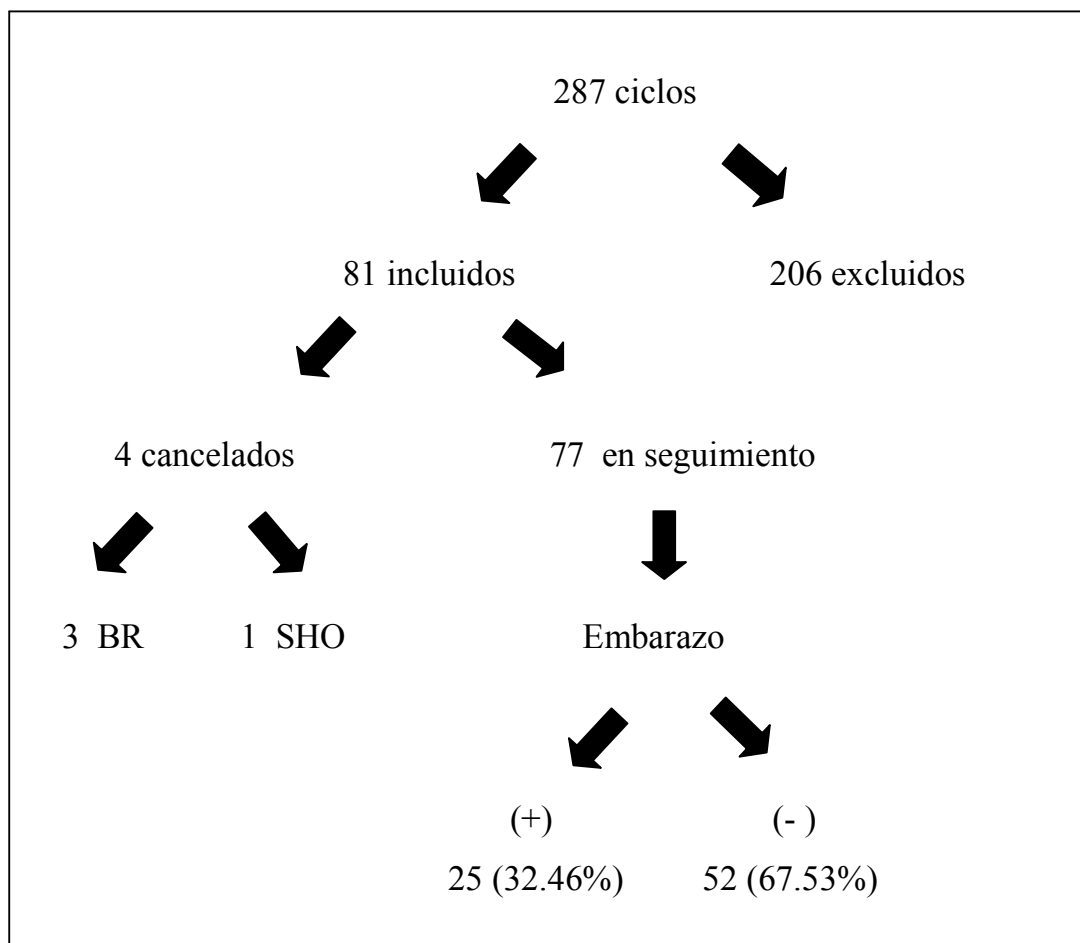 287 ciclos
81 incluidos 206 excluidos
4 cancelados 77 en seguimiento
3 BR 1 SHO Embarazo
(+) (- )
25 (32.46%) 52 (67.53%)